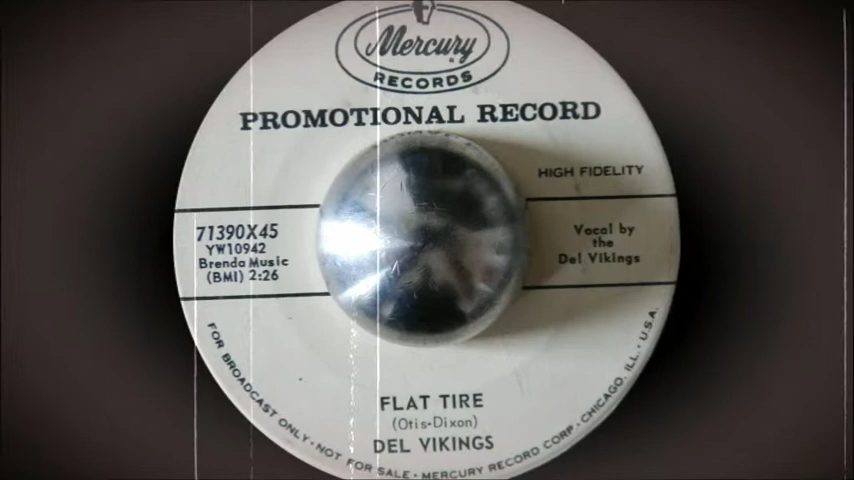 Mercury
RECORDS
PROMOTIONAL RECORD
HIGH FIDELITY
71390X45
YW10942
Brenda Music
(BMI) 2:26
Vocal by
the
Del Vikings
FLAT TIRE
(Otis-Dixon)
DEL VIKINGS
FOR BROADCAST ONLY • NOT FOR SALE • MERCURY RECORD CORP. • CHICAGO, ILL. • U.S.A.